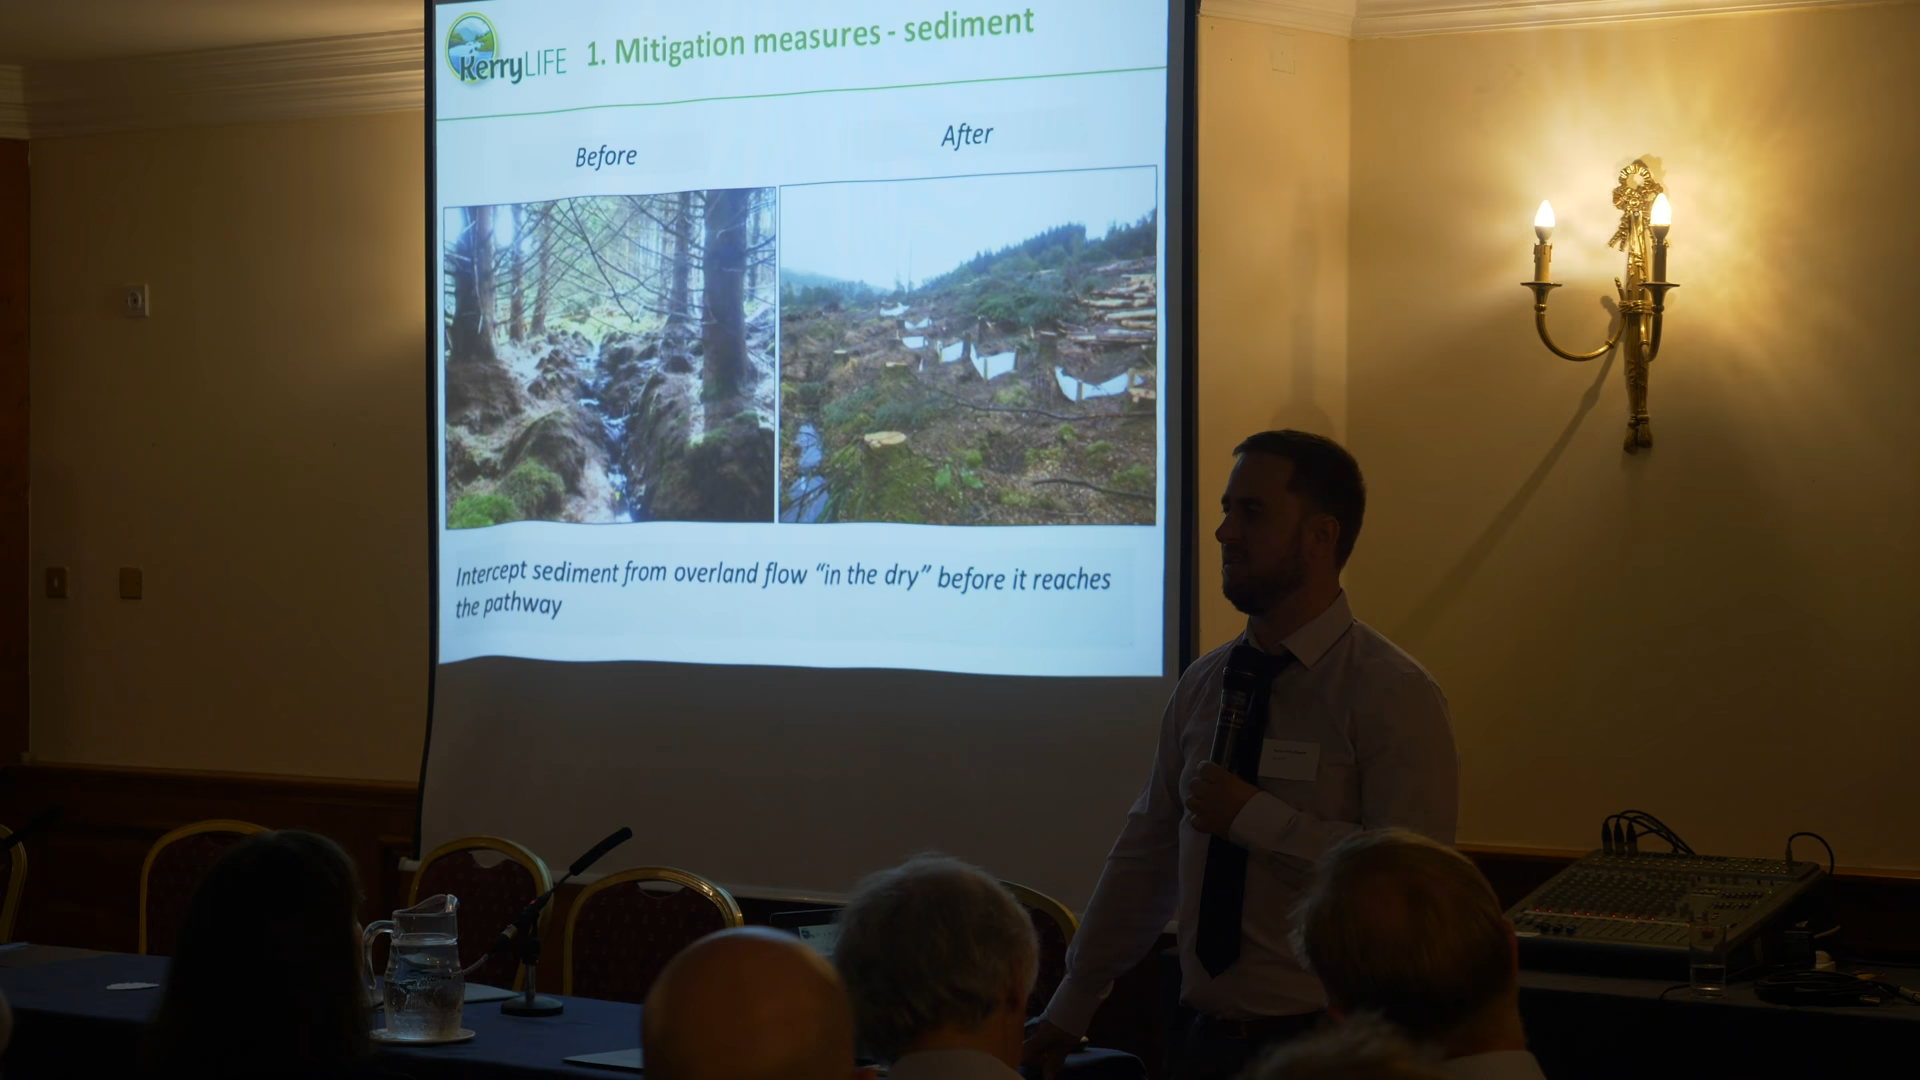 KerryLIFE
1. Mitigation measures - sediment
Before
After
Intercept sediment from overland flow “in the dry” before it reaches
the pathway